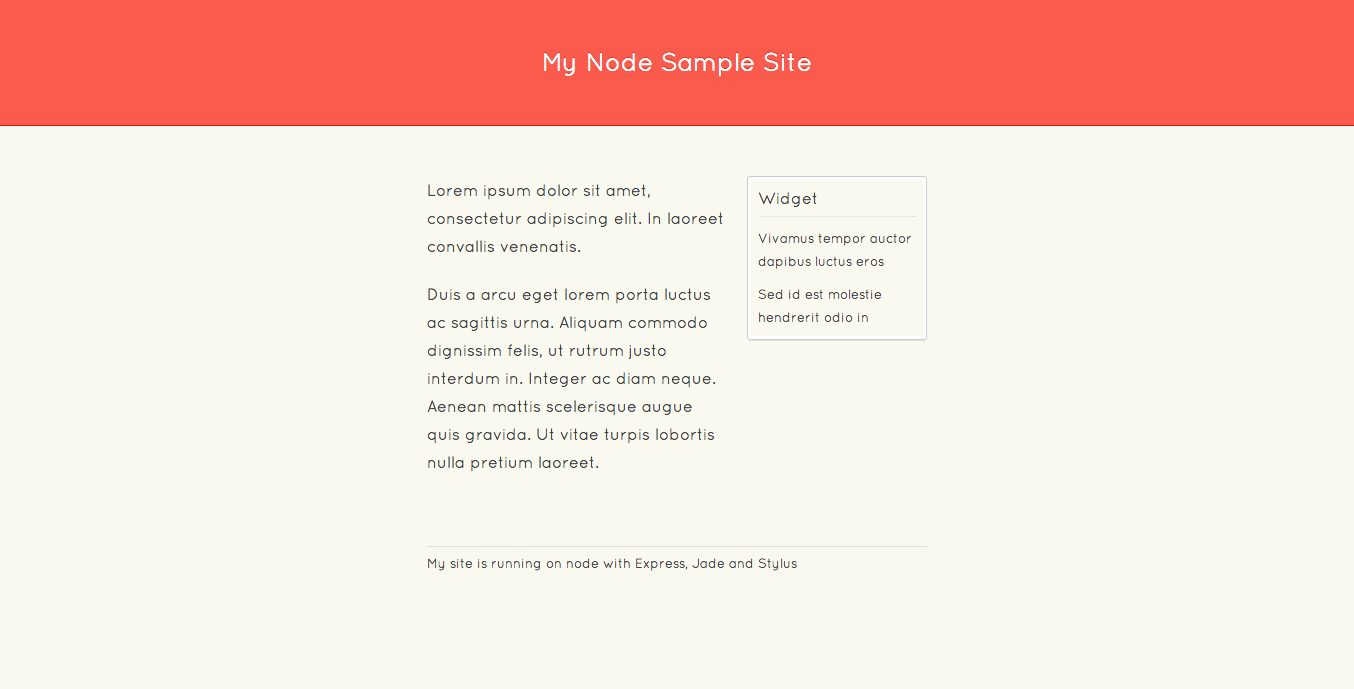 My Node Sample Site
Lorem ipsum dolor sit amet,
consectetur adipiscing elit. In laoreet
convallis venenatis.
Duis a arcu eget lorem porta luctus
ac sagittis urna. Aliquam commodo
dignissim felis, ut rutrum justo
interdum in. Integer ac diam neque.
Aenean mattis scelerisque augue
quis gravida. Ut vitae turpis lobortis
nulla pretium laoreet.
Widget
Vivamus tempor auctor
dapibus luctus eros
Sed id est molestie
hendrerit odio in
My site is running on node with Express, Jade and Stylus